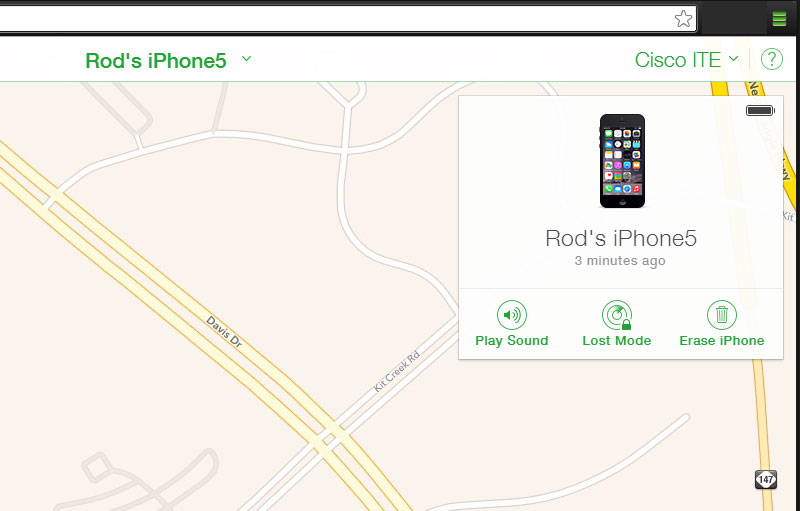 Rod's iPhone5
Cisco ITE
?
Rod's iPhone5
3 minutes ago
Play Sound
Lost Mode
Erase iPhone
Davis Dr
Kit Creek Rd
Kit
147